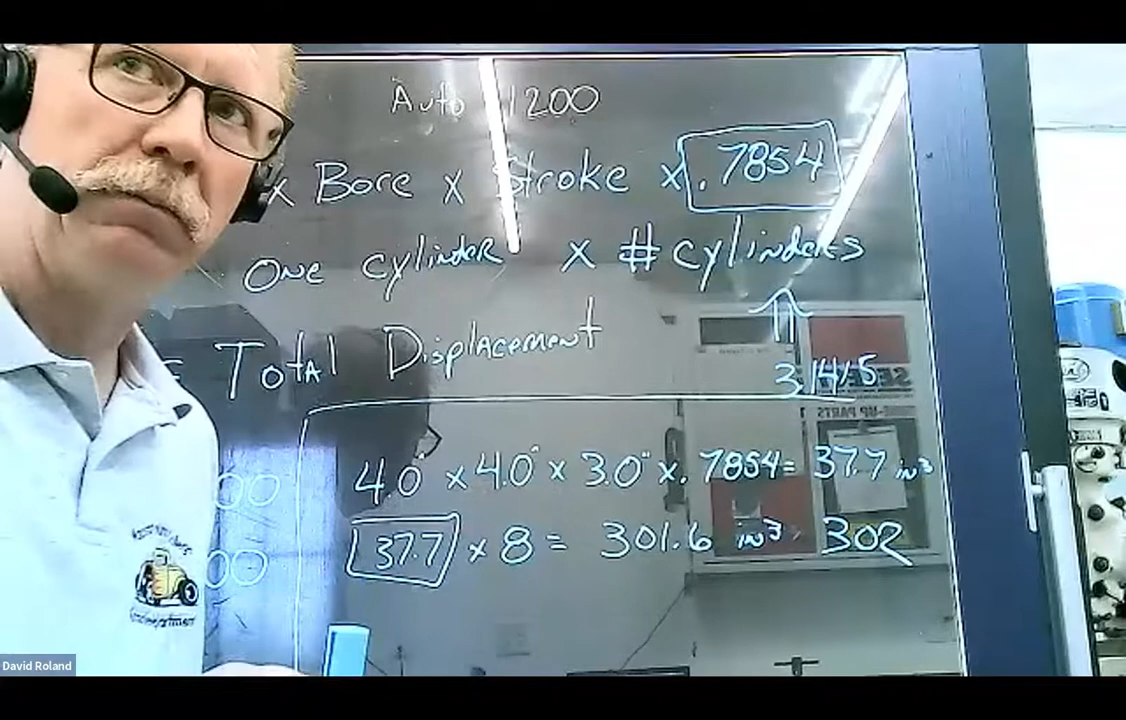 Auto 1200
x Bore x Stroke x .7854
One cylinder x # cylinders
= Total Displacement
3.1415
4.0" x 4.0" x 3.0" x .7854 = 37.7 in³
37.7 x 8 = 301.6 in³ 302
David Roland